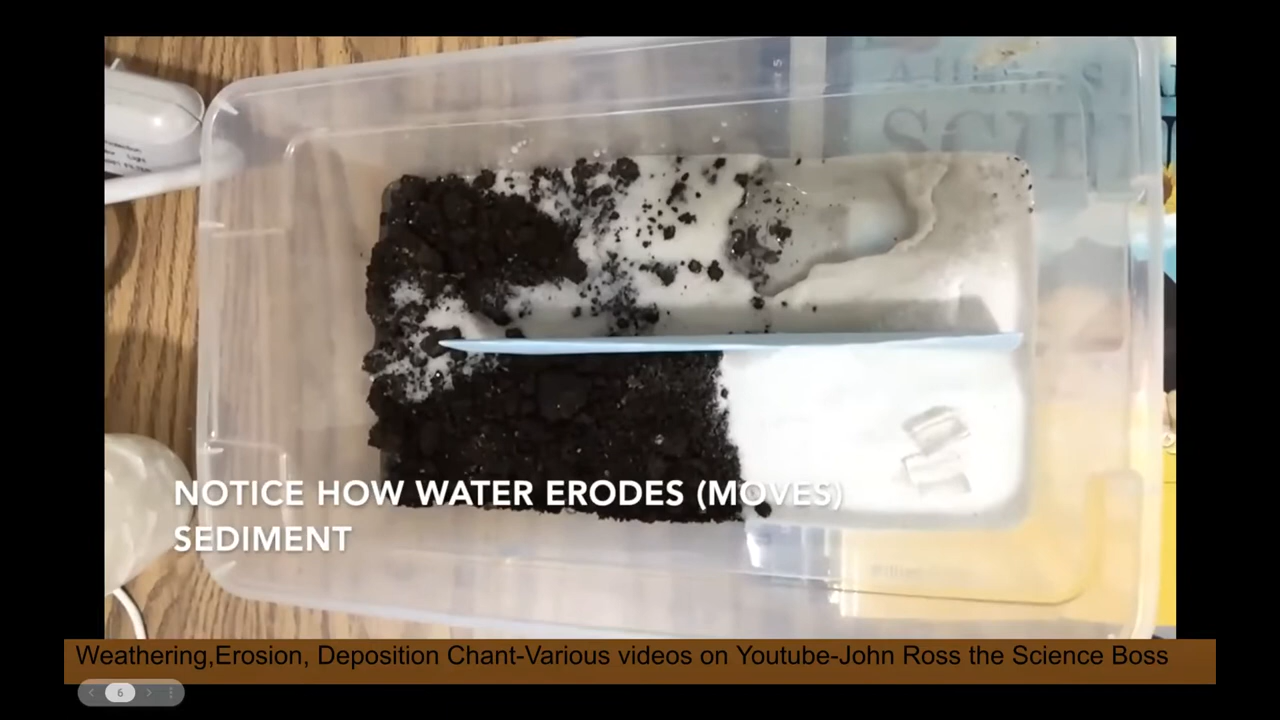 SCIEN
NOTICE HOW WATER ERODES (MOVES)
SEDIMENT
Weathering,Erosion, Deposition Chant-Various videos on Youtube-John Ross the Science Boss
6